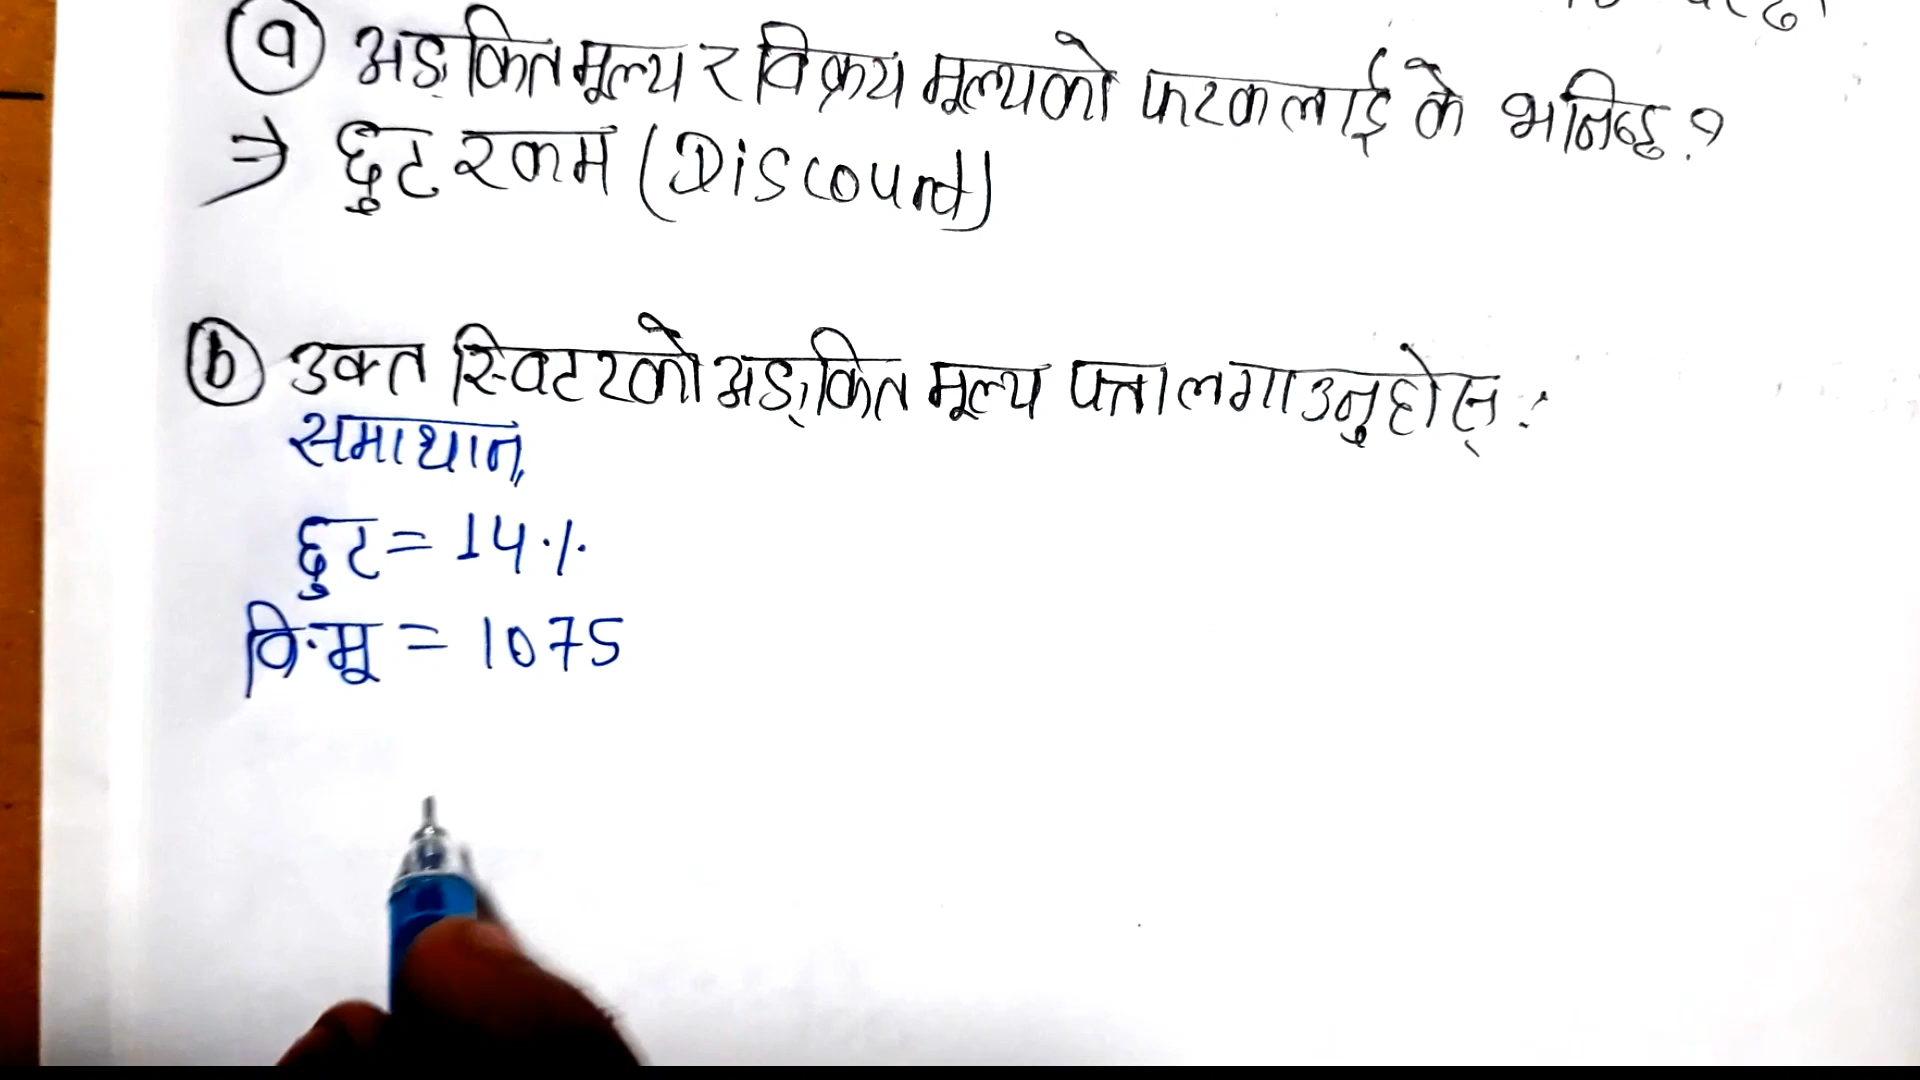 (a) अङ्कित मूल्य र विक्रय मूल्यको फरकलाई के भनिन्छ ?
⇒ छुट रकम (Discount)
(b) उक्त स्विटरको अङ्कित मूल्य पत्ता लगाउनुहोस् :
समाधान,
छुट = 14%
वि.मू = 1075